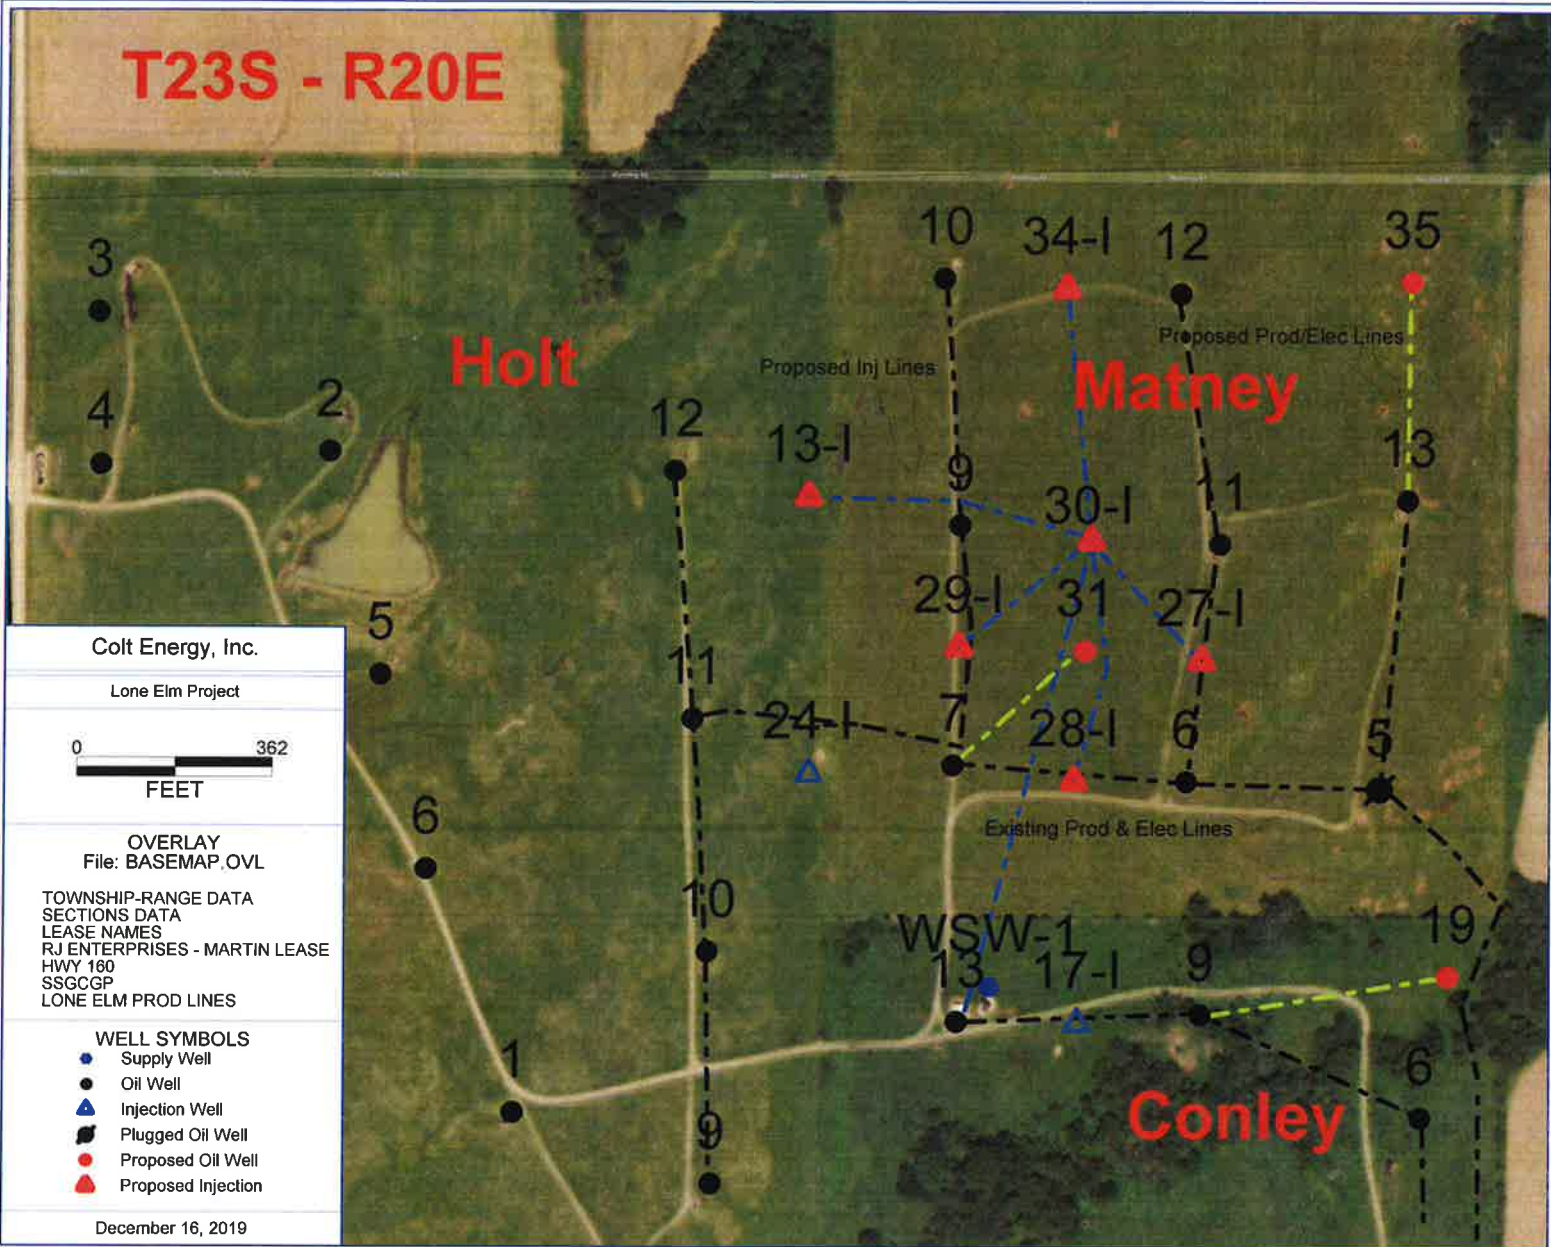 T23S - R20E
10
34-I
12
35
3
Proposed Prod/Elec Lines
Holt
Proposed Inj Lines
Matney
4
2
12
13-I
9
13
30-I
11
29-I
31
27-I
5
11
24-I
7
28-I
6
5
Existing Prod & Elec Lines
6
10
WSW-1
19
13
17-I
9
1
6
Conley
9
Colt Energy, Inc.
Lone Elm Project
0 362
FEET
OVERLAY
File: BASEMAP.OVL
TOWNSHIP-RANGE DATA
SECTIONS DATA
LEASE NAMES
RJ ENTERPRISES - MARTIN LEASE
HWY 160
SSGCGP
LONE ELM PROD LINES
WELL SYMBOLS
Supply Well
Oil Well
Injection Well
Plugged Oil Well
Proposed Oil Well
Proposed Injection
December 16, 2019